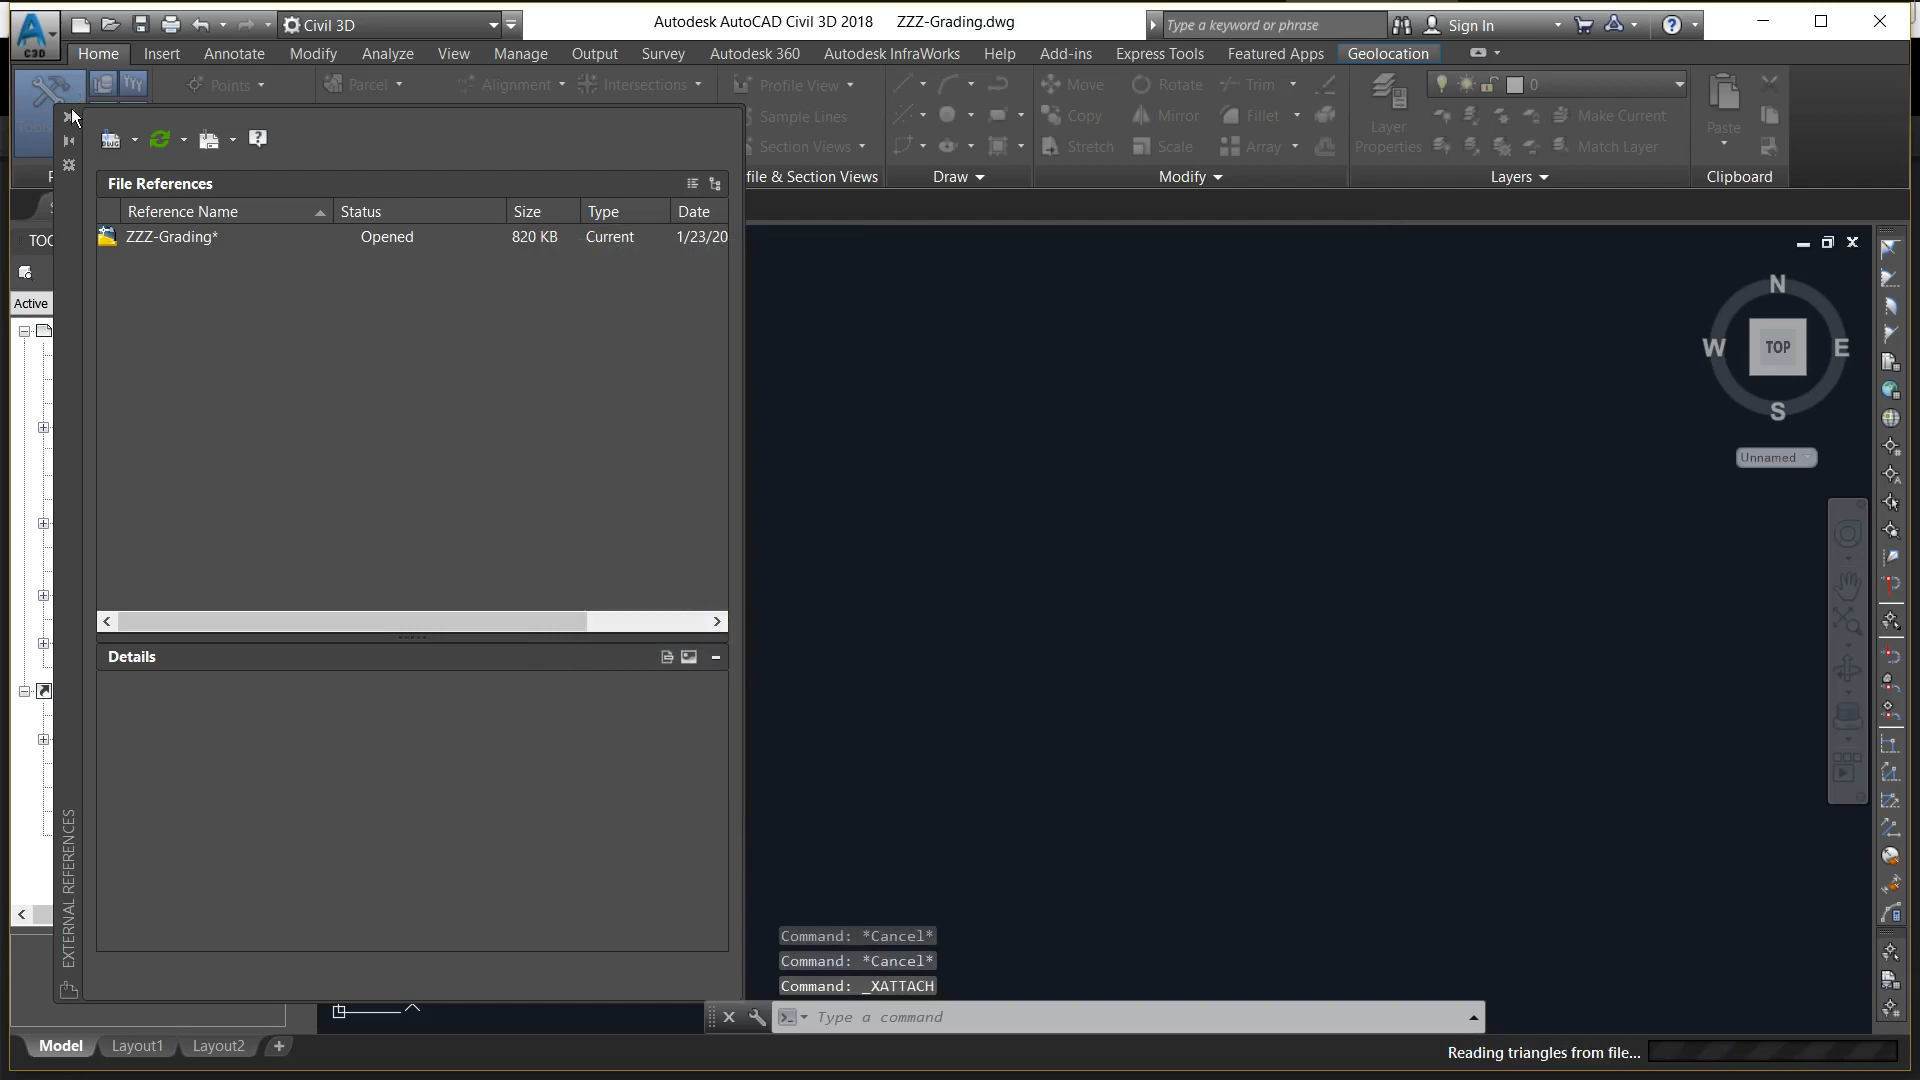 Civil 3D
Autodesk AutoCAD Civil 3D 2018 ZZZ-Grading.dwg
Type a keyword or phrase
Sign In
C3D
Home Insert Annotate Modify Analyze View Manage Output Survey Autodesk 360 Autodesk InfraWorks Help Add-ins Express Tools Featured Apps Geolocation
Points Parcel Alignment Intersections Profile View Move Rotate Trim 0
Sample Lines Copy Mirror Fillet Layer Properties Make Current Paste
Section Views Stretch Scale Array Match Layer
file & Section Views Draw Modify Layers Clipboard
File References
Reference Name Status Size Type Date
ZZZ-Grading* Opened 820 KB Current 1/23/20
TOO
Active
N
W TOP E
S
Unnamed
Details
EXTERNAL REFERENCES
Command: *Cancel*
Command: *Cancel*
Command: _XATTACH
Type a command
Model Layout1 Layout2 +
Reading triangles from file...